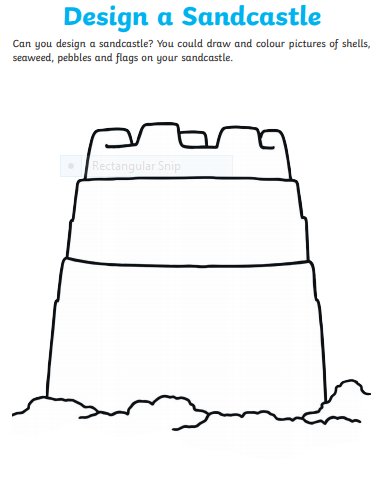 Design a Sandcastle
Can you design a sandcastle? You could draw and colour pictures of shells,
seaweed, pebbles and flags on your sandcastle.
Rectangular Snip